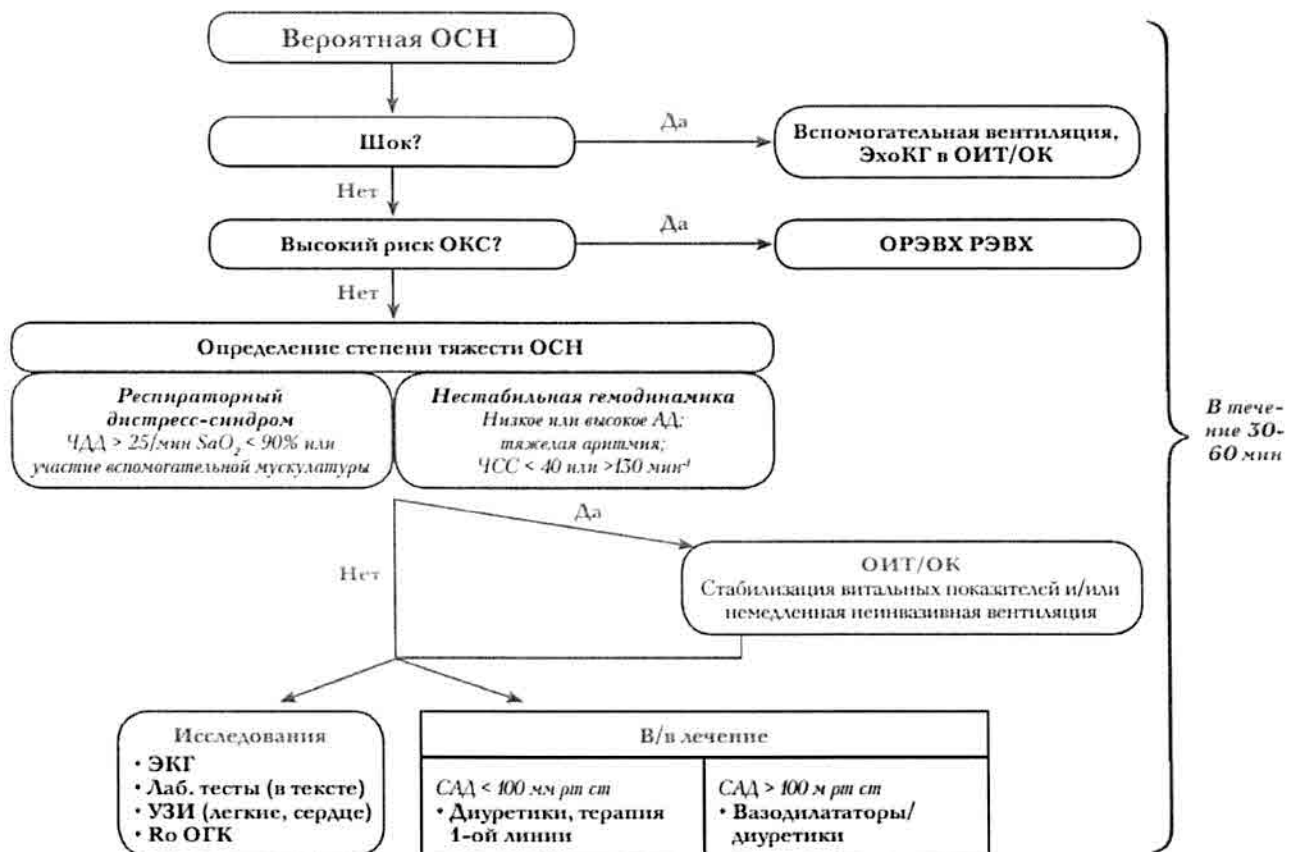 Вероятная ОСН
Шок?
Да
Вспомогательная вентиляция,
ЭхоКГ в ОИТ/ОК
Нет
Высокий риск ОКС?
Да
ОРЭВХ РЭВХ
Нет
Определение степени тяжести ОСН
Респираторный
дистресс-синдром
ЧДД > 25/мин SaO₂ < 90% или
участие вспомогательной мускулатуры
Нестабильная гемодинамика
Низкое или высокое АД;
тяжелая аритмия;
ЧСС < 40 или >130 мин⁻¹
В тече-
ние 30-
60 мин
Да
Нет
ОИТ/ОК
Стабилизация витальных показателей и/или
немедленная неинвазивная вентиляция
Исследования
• ЭКГ
• Лаб. тесты (в тексте)
• УЗИ (легкие, сердце)
• Ro ОГК
В/в лечение
САД < 100 мм рт ст
• Диуретики, терапия
1-ой линии
САД > 100 м рт ст
• Вазодилататоры/
диуретики